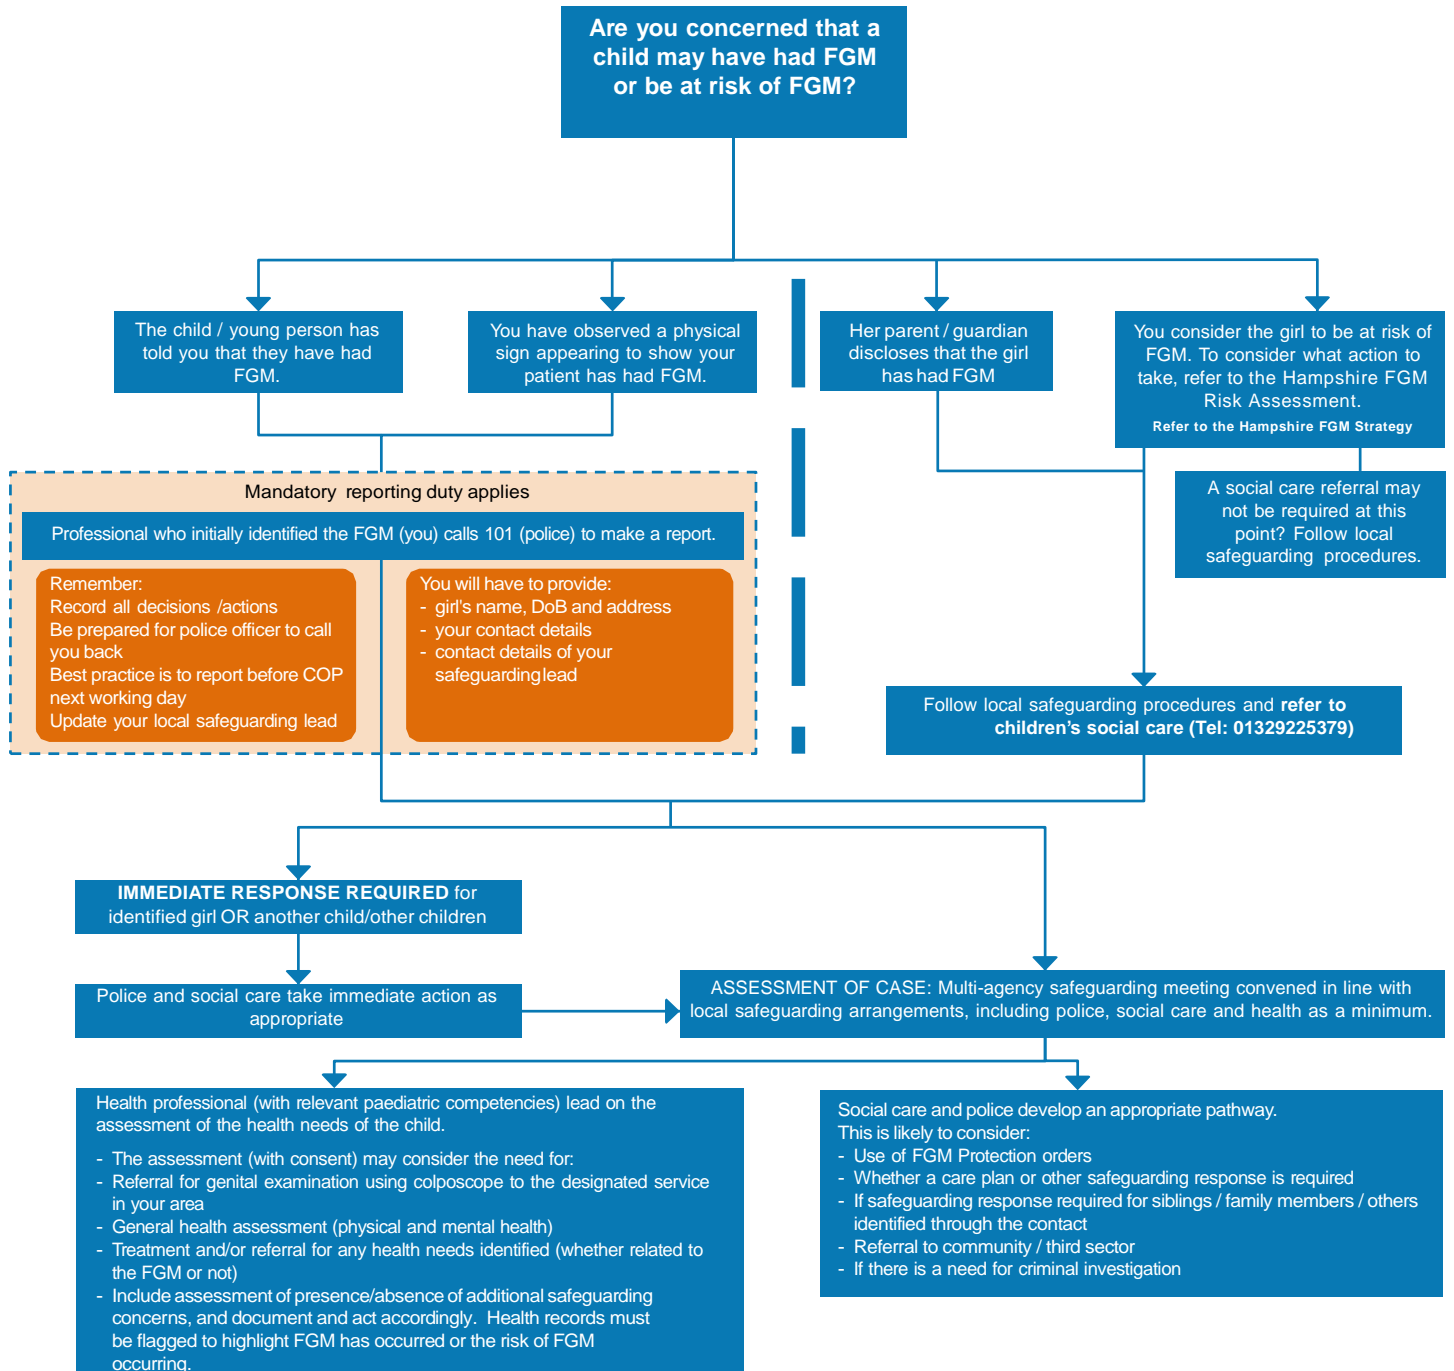 Are you concerned that a
child may have had FGM
or be at risk of FGM?
The child / young person has
told you that they have had
FGM.
You have observed a physical
sign appearing to show your
patient has had FGM.
Her parent / guardian
discloses that the girl
has had FGM
You consider the girl to be at risk of
FGM. To consider what action to
take, refer to the Hampshire FGM
Risk Assessment.
Refer to the Hampshire FGM Strategy
A social care referral may
not be required at this
point? Follow local
safeguarding procedures.
Mandatory reporting duty applies
Professional who initially identified the FGM (you) calls 101 (police) to make a report.
Remember:
Record all decisions /actions
Be prepared for police officer to call
you back
Best practice is to report before COP
next working day
Update your local safeguarding lead
You will have to provide:
- girl's name, DoB and address
- your contact details
- contact details of your
safeguarding lead
Follow local safeguarding procedures and refer to
children's social care (Tel: 01329225379)
IMMEDIATE RESPONSE REQUIRED for
identified girl OR another child/other children
Police and social care take immediate action as
appropriate
ASSESSMENT OF CASE: Multi-agency safeguarding meeting convened in line with
local safeguarding arrangements, including police, social care and health as a minimum.
Health professional (with relevant paediatric competencies) lead on the
assessment of the health needs of the child.
- The assessment (with consent) may consider the need for:
- Referral for genital examination using colposcope to the designated service
in your area
- General health assessment (physical and mental health)
- Treatment and/or referral for any health needs identified (whether related to
the FGM or not)
- Include assessment of presence/absence of additional safeguarding
concerns, and document and act accordingly. Health records must
be flagged to highlight FGM has occurred or the risk of FGM
occurring.
Social care and police develop an appropriate pathway.
This is likely to consider:
- Use of FGM Protection orders
- Whether a care plan or other safeguarding response is required
- If safeguarding response required for siblings / family members / others
identified through the contact
- Referral to community / third sector
- If there is a need for criminal investigation